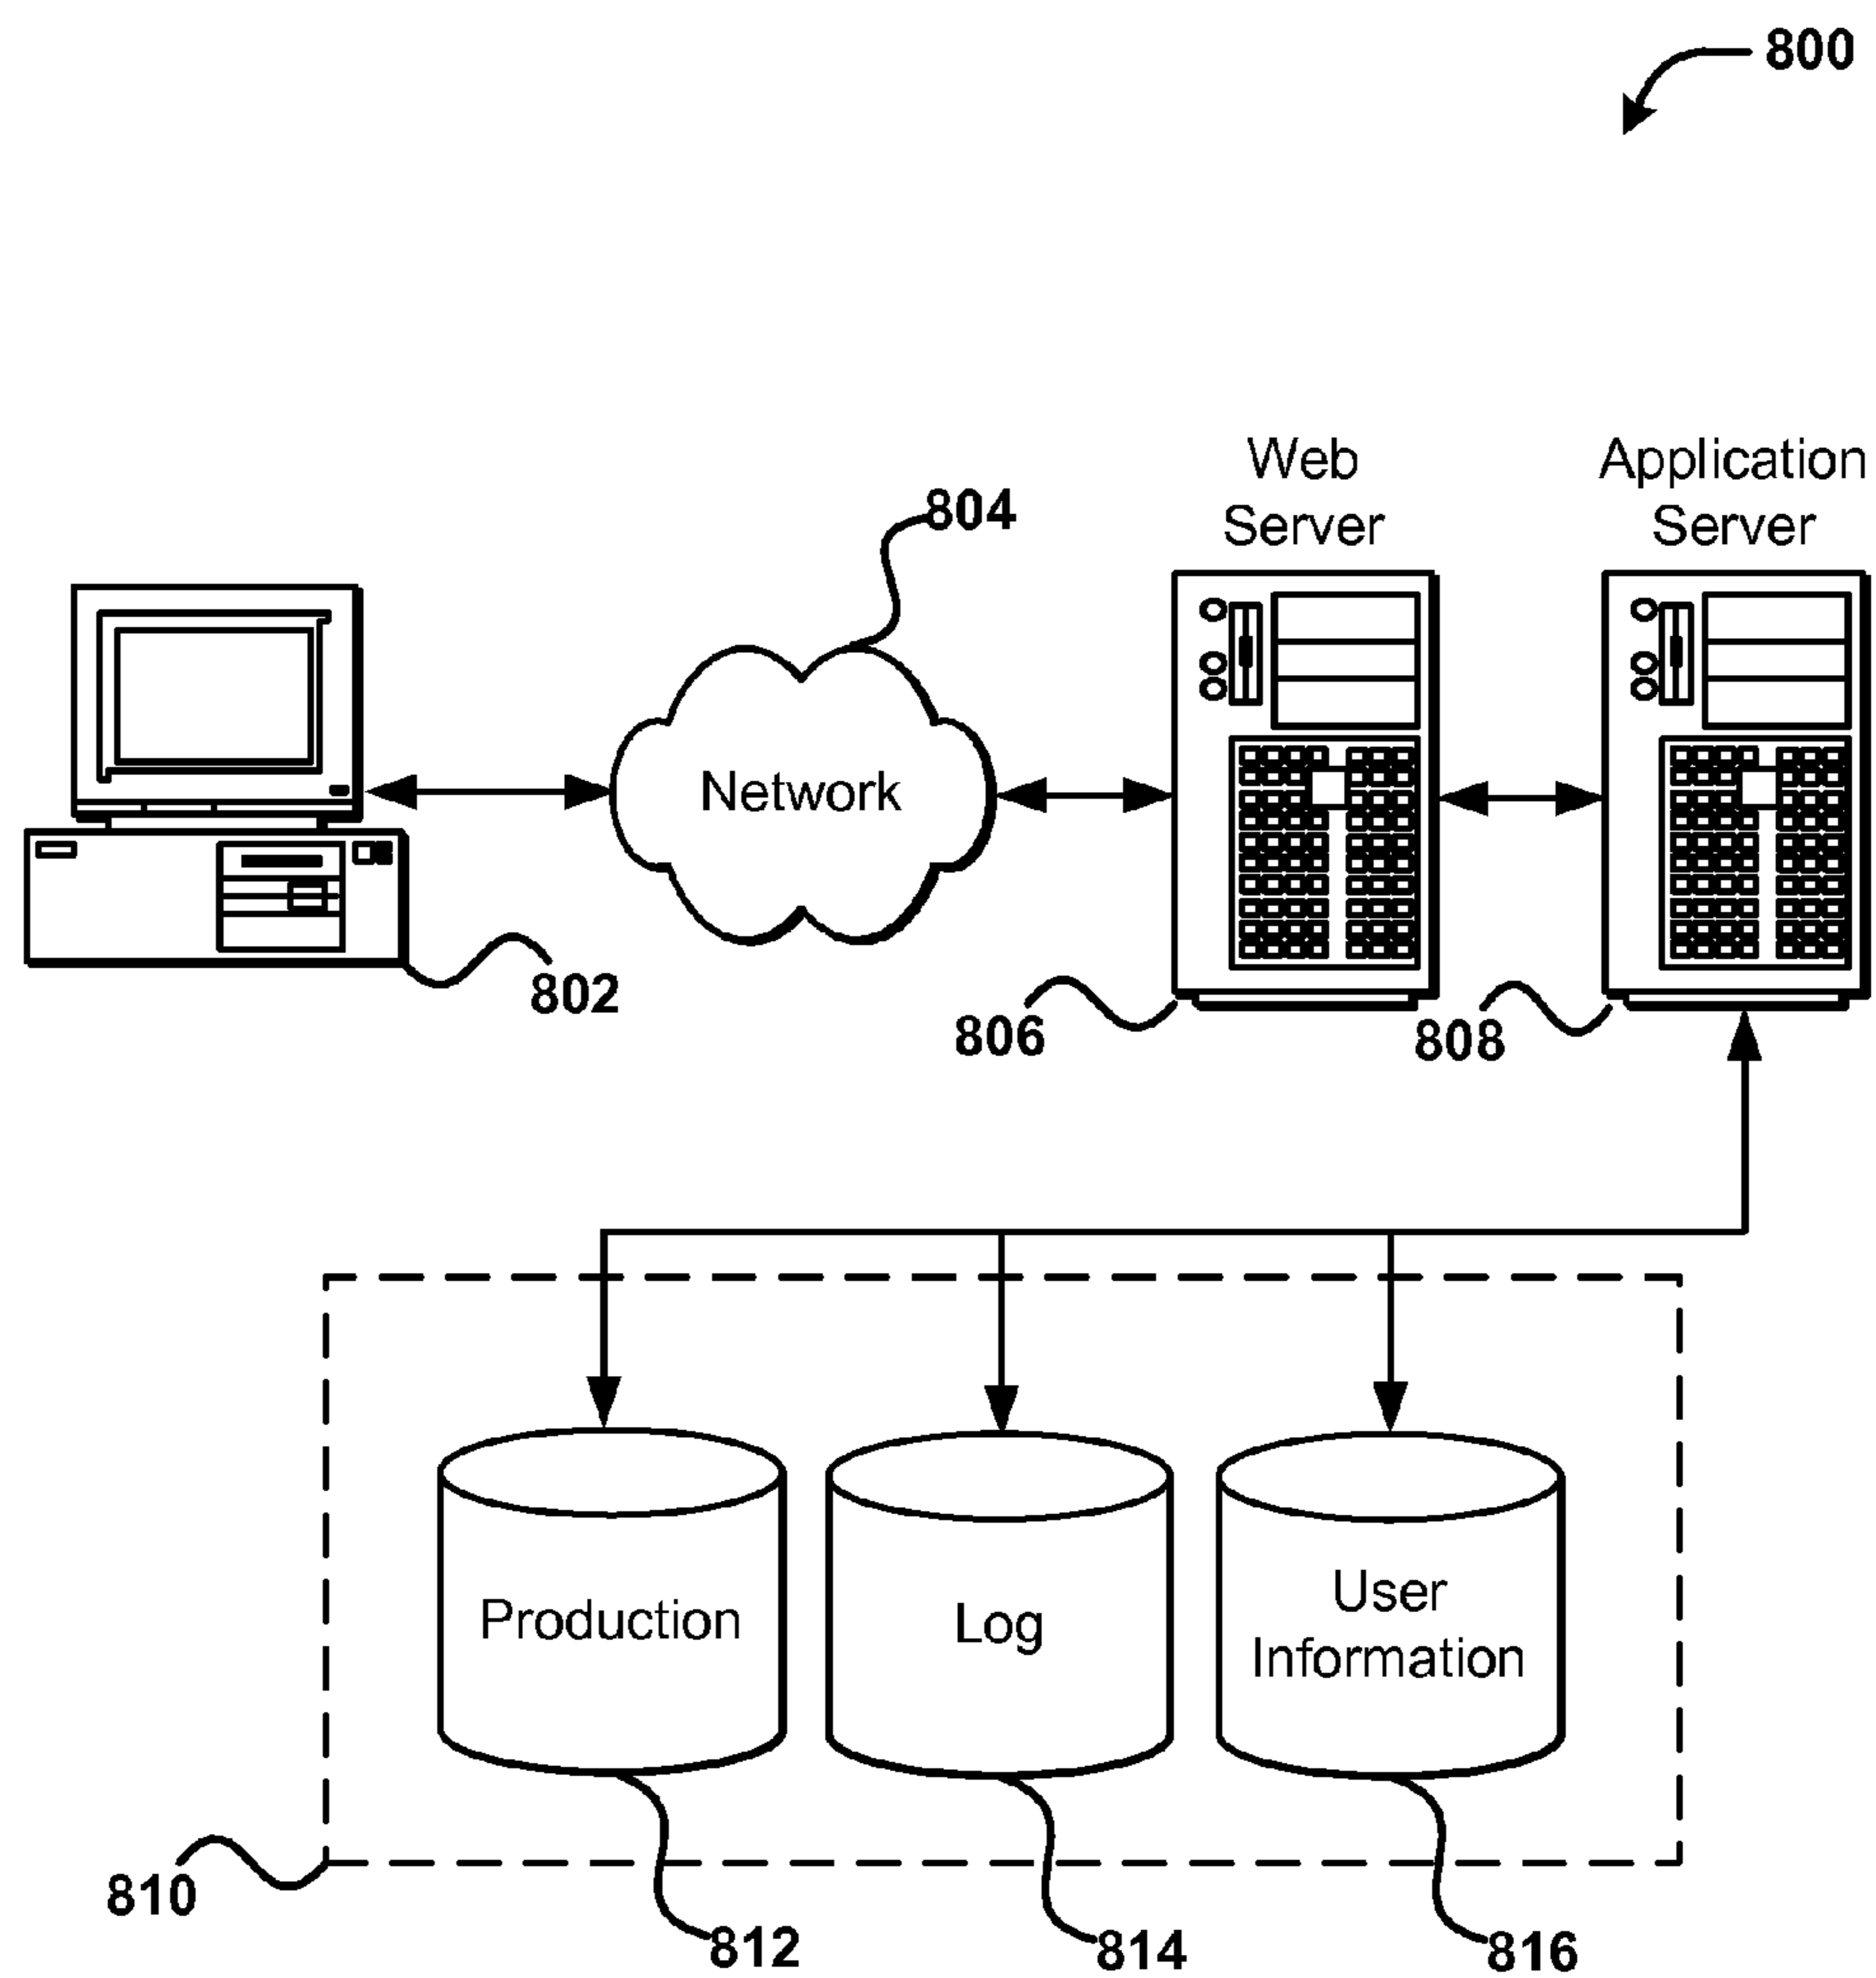 800
Web
Server
Application
Server
804
Network
802
806
808
Production
Log
User
Information
810
812
814
816